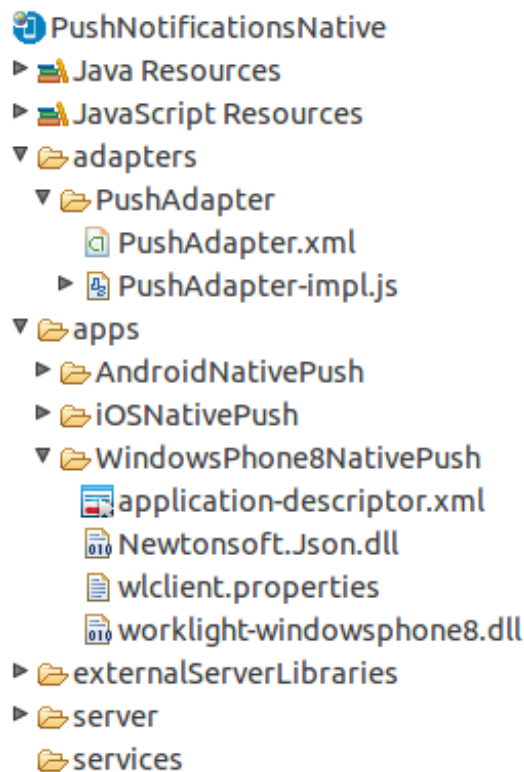 PushNotificationsNative
Java Resources
JavaScript Resources
adapters
PushAdapter
PushAdapter.xml
PushAdapter-impl.js
apps
AndroidNativePush
iOSNativePush
WindowsPhone8NativePush
application-descriptor.xml
Newtonsoft.Json.dll
wlclient.properties
worklight-windowsphone8.dll
externalServerLibraries
server
services